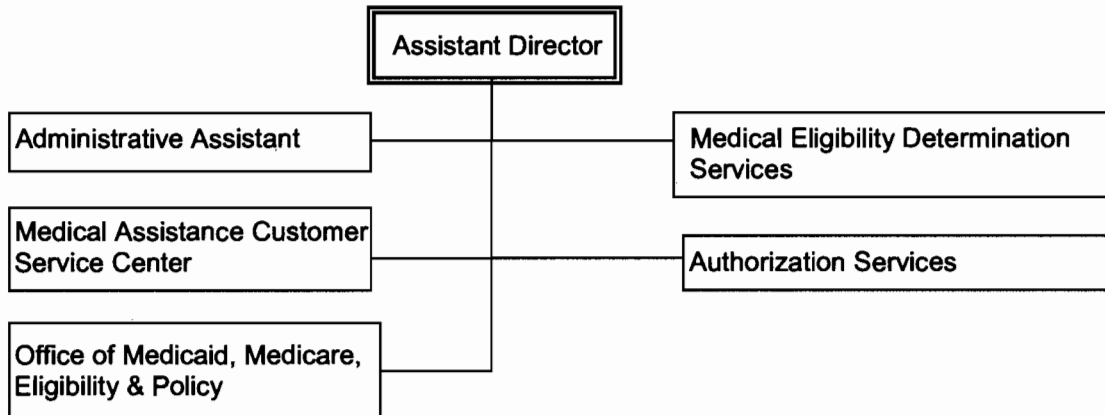 Assistant Director
Administrative Assistant
Medical Eligibility Determination
Services
Medical Assistance Customer
Service Center
Authorization Services
Office of Medicaid, Medicare,
Eligibility & Policy